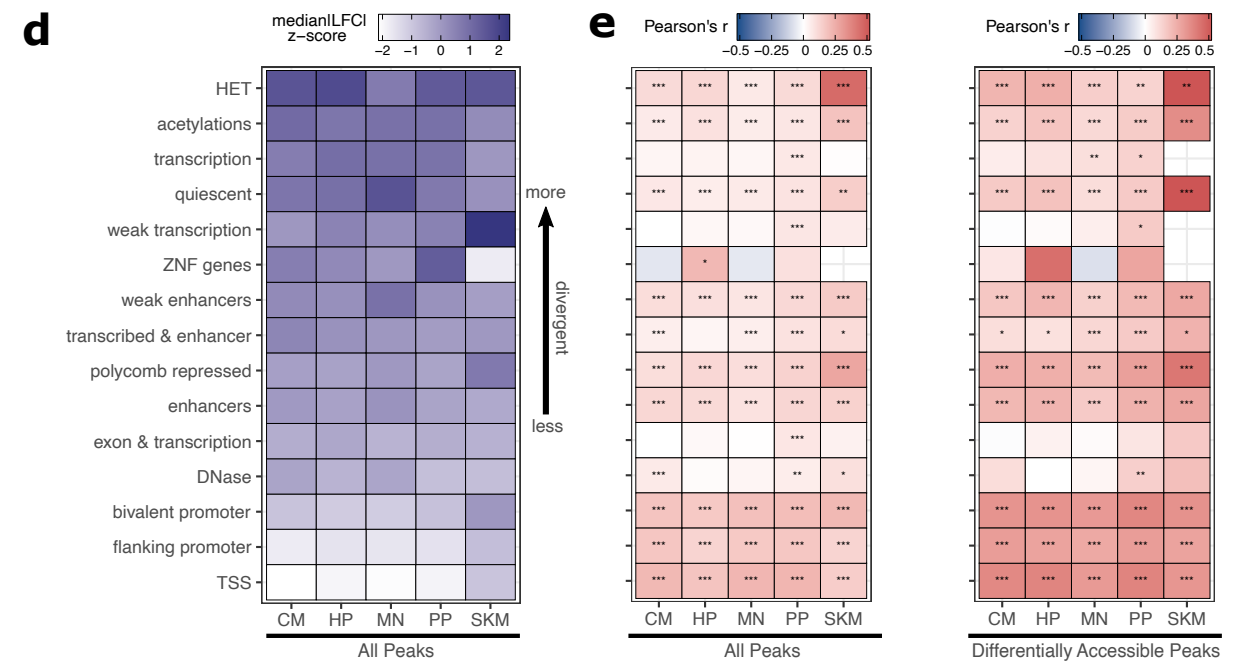 d
median|LFC|
z−score
−2 −1 0 1 2
e
Pearson's r
−0.5 −0.25 0 0.25 0.5
Pearson's r
−0.5 −0.25 0 0.25 0.5
HET
*** *** *** *** ***
*** *** *** ** **
acetylations
*** *** *** *** ***
*** *** *** *** ***
transcription
***
** *
quiescent
*** *** *** *** **
*** *** *** *** ***
more
weak transcription
***
*
ZNF genes
*
weak enhancers
*** *** *** *** ***
*** *** *** *** ***
divergent
transcribed & enhancer
*** *** *** *
* * *** *** *
polycomb repressed
*** *** *** *** ***
*** *** *** *** ***
enhancers
*** *** *** *** ***
*** *** *** *** ***
less
exon & transcription
***
DNase
*** ** *
**
bivalent promoter
*** *** *** *** ***
*** *** *** *** ***
flanking promoter
*** *** *** *** ***
*** *** *** *** ***
TSS
*** *** *** *** ***
*** *** *** *** ***
CM HP MN PP SKM
All Peaks
CM HP MN PP SKM
All Peaks
CM HP MN PP SKM
Differentially Accessible Peaks